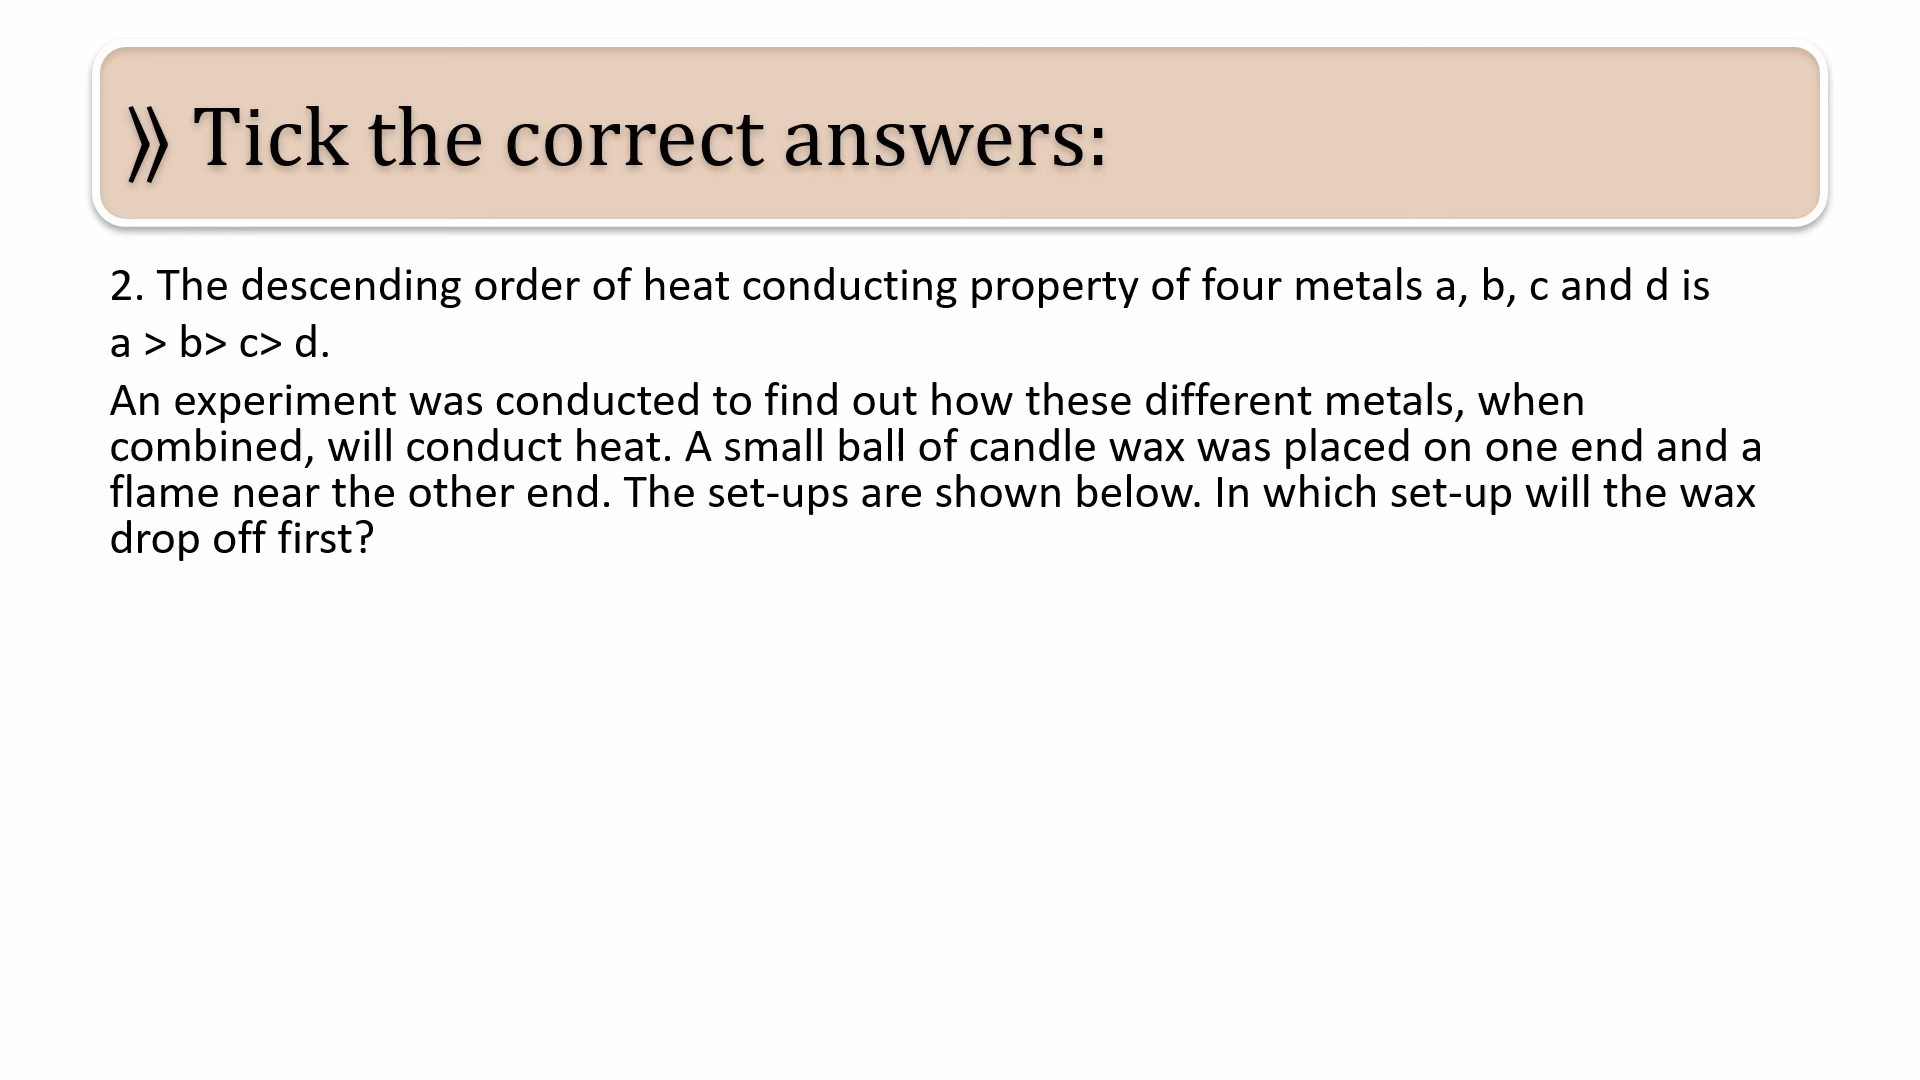 ⟫ Tick the correct answers:
2. The descending order of heat conducting property of four metals a, b, c and d is
a > b> c> d.
An experiment was conducted to find out how these different metals, when
combined, will conduct heat. A small ball of candle wax was placed on one end and a
flame near the other end. The set-ups are shown below. In which set-up will the wax
drop off first?